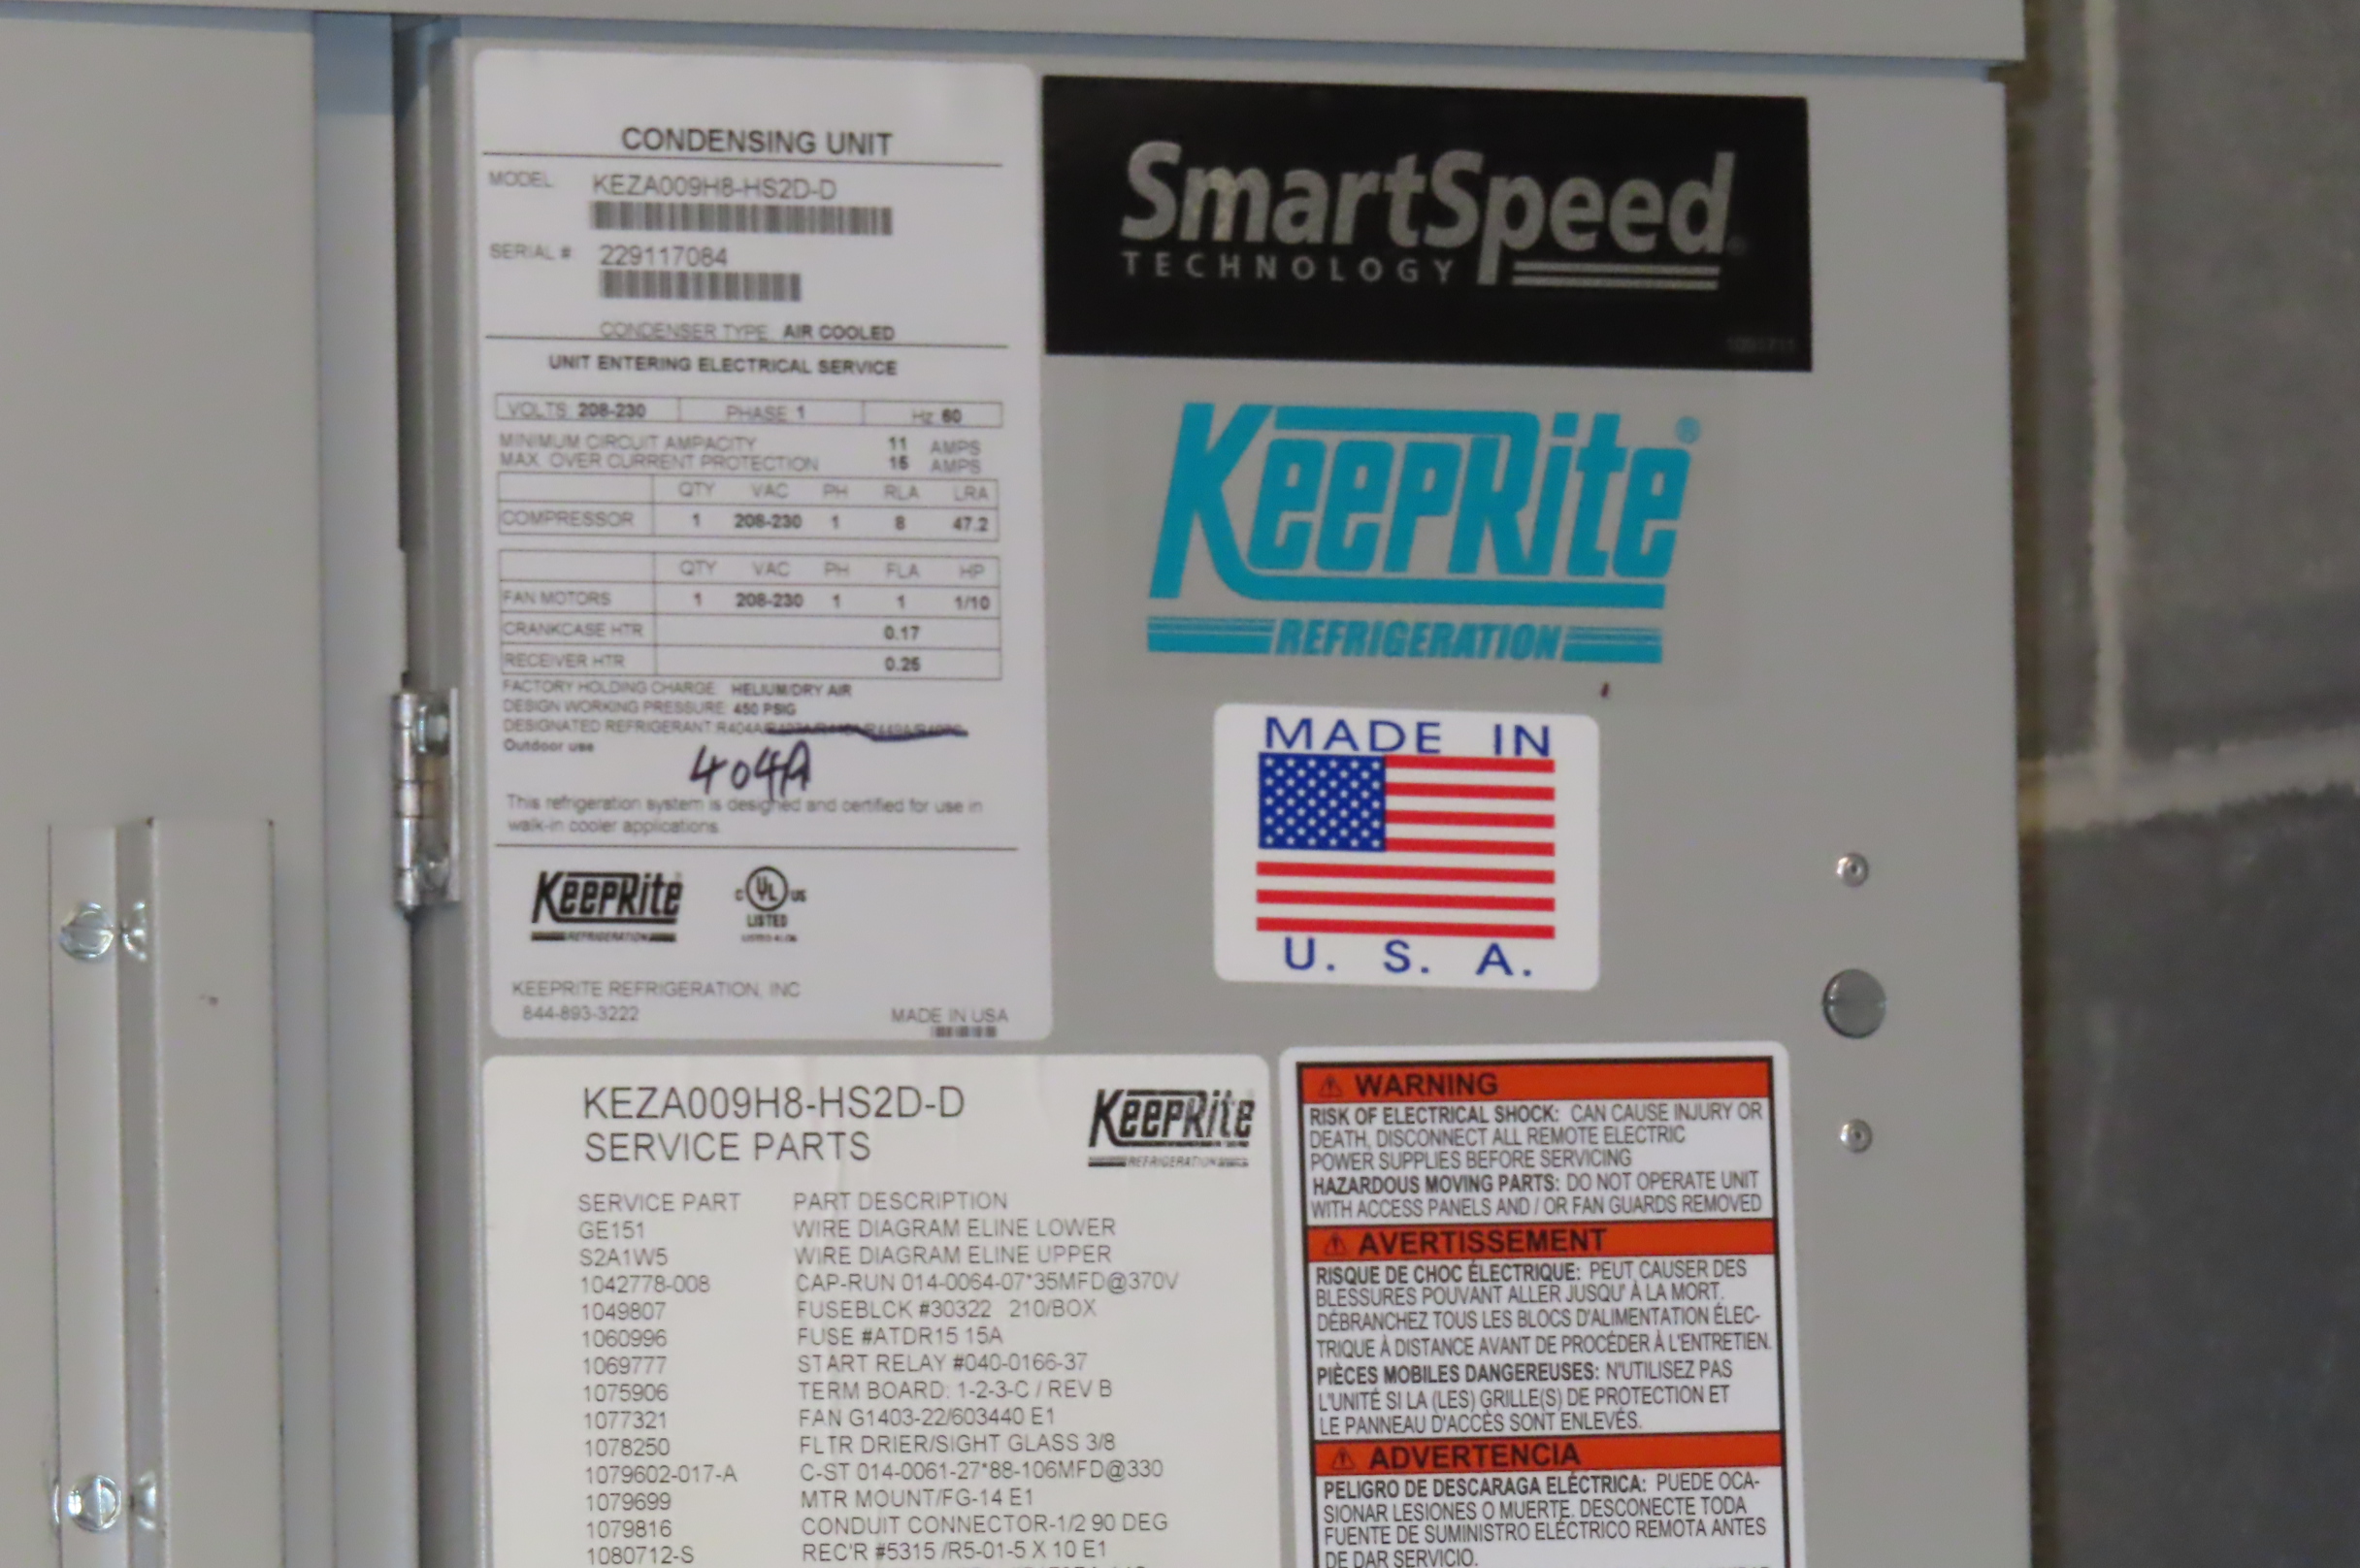 CONDENSING UNIT
MODEL KEZA009H8-HS2D-D
SERIAL # 229117084
CONDENSER TYPE: AIR COOLED
UNIT ENTERING ELECTRICAL SERVICE
VOLTS 208-230 PHASE 1 Hz 60
MINIMUM CIRCUIT AMPACITY 11 AMPS
MAX. OVER CURRENT PROTECTION 15 AMPS
QTY VAC PH RLA LRA
COMPRESSOR 1 208-230 1 8 47.2
QTY VAC PH FLA HP
FAN MOTORS 1 208-230 1 1 1/10
CRANKCASE HTR 0.17
RECEIVER HTR 0.25
FACTORY HOLDING CHARGE: HELIUM/DRY AIR
DESIGN WORKING PRESSURE: 450 PSIG
DESIGNATED REFRIGERANT:R404A
Outdoor use
404A
This refrigeration system is designed and certified for use in
walk-in cooler applications.
KeepRite
REFRIGERATION
C UL US
LISTED
KEEPRITE REFRIGERATION, INC
844-893-3222
MADE IN USA
SmartSpeed®
TECHNOLOGY
KeepRite®
REFRIGERATION
MADE IN
U. S. A.
KEZA009H8-HS2D-D
SERVICE PARTS
KeepRite
REFRIGERATION
SERVICE PART PART DESCRIPTION
GE151 WIRE DIAGRAM ELINE LOWER
S2A1W5 WIRE DIAGRAM ELINE UPPER
1042778-008 CAP-RUN 014-0064-07*35MFD@370V
1049807 FUSEBLCK #30322 210/BOX
1060996 FUSE #ATDR15 15A
1069777 START RELAY #040-0166-37
1075906 TERM BOARD: 1-2-3-C / REV B
1077321 FAN G1403-22/603440 E1
1078250 FLTR DRIER/SIGHT GLASS 3/8
1079602-017-A C-ST 014-0061-27*88-106MFD@330
1079699 MTR MOUNT/FG-14 E1
1079816 CONDUIT CONNECTOR-1/2 90 DEG
1080712-S REC'R #5315 /R5-01-5 X 10 E1
⚠ WARNING
RISK OF ELECTRICAL SHOCK: CAN CAUSE INJURY OR
DEATH, DISCONNECT ALL REMOTE ELECTRIC
POWER SUPPLIES BEFORE SERVICING
HAZARDOUS MOVING PARTS: DO NOT OPERATE UNIT
WITH ACCESS PANELS AND / OR FAN GUARDS REMOVED
⚠ AVERTISSEMENT
RISQUE DE CHOC ÉLECTRIQUE: PEUT CAUSER DES
BLESSURES POUVANT ALLER JUSQU' À LA MORT.
DÉBRANCHEZ TOUS LES BLOCS D'ALIMENTATION ÉLEC-
TRIQUE À DISTANCE AVANT DE PROCÉDER À L'ENTRETIEN.
PIÈCES MOBILES DANGEREUSES: N'UTILISEZ PAS
L'UNITÉ SI LA (LES) GRILLE(S) DE PROTECTION ET
LE PANNEAU D'ACCÈS SONT ENLEVÉS.
⚠ ADVERTENCIA
PELIGRO DE DESCARAGA ELÉCTRICA: PUEDE OCA-
SIONAR LESIONES O MUERTE. DESCONECTE TODA
FUENTE DE SUMINISTRO ELÉCTRICO REMOTA ANTES
DE DAR SERVICIO.